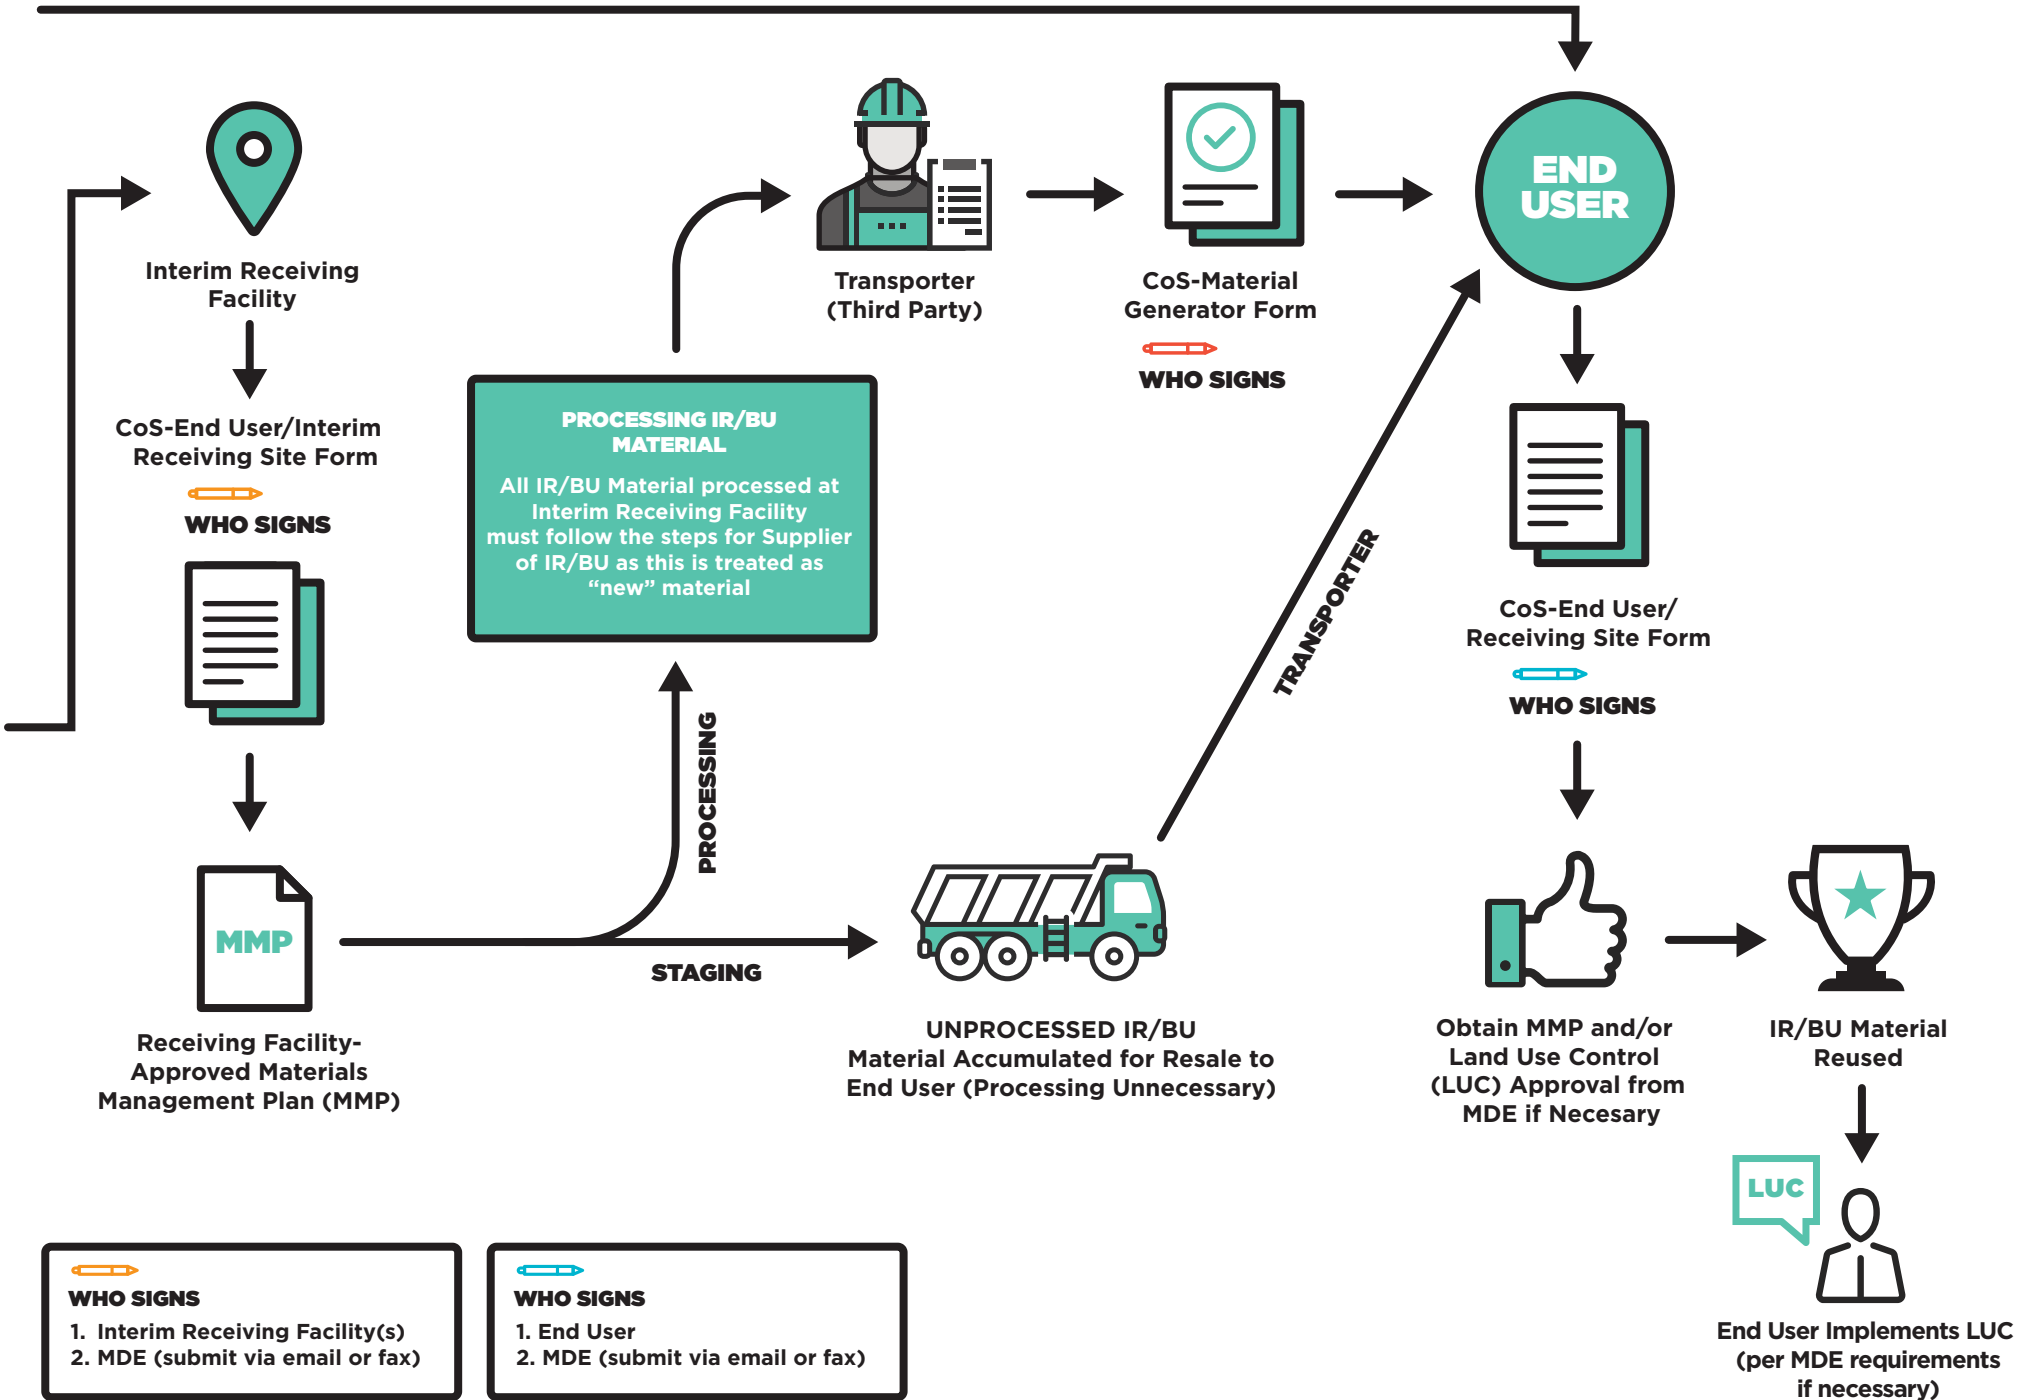 Interim Receiving
Facility
CoS-End User/Interim
Receiving Site Form
WHO SIGNS
MMP
Receiving Facility-
Approved Materials
Management Plan (MMP)
PROCESSING IR/BU
MATERIAL
All IR/BU Material processed at
Interim Receiving Facility
must follow the steps for Supplier
of IR/BU as this is treated as
“new” material
PROCESSING
STAGING
Transporter
(Third Party)
CoS-Material
Generator Form
WHO SIGNS
UNPROCESSED IR/BU
Material Accumulated for Resale to
End User (Processing Unnecessary)
TRANSPORTER
END
USER
CoS-End User/
Receiving Site Form
WHO SIGNS
Obtain MMP and/or
Land Use Control
(LUC) Approval from
MDE if Necesary
IR/BU Material
Reused
LUC
End User Implements LUC
(per MDE requirements
if necessary)
WHO SIGNS
1. Interim Receiving Facility(s)
2. MDE (submit via email or fax)
WHO SIGNS
1. End User
2. MDE (submit via email or fax)